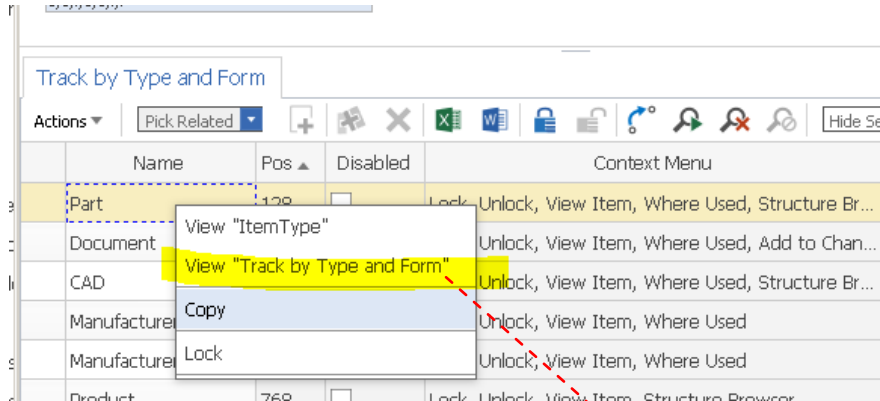 Track by Type and Form
Actions Pick Related Hide Se
Name Pos Disabled Context Menu
Part 128 Lock, Unlock, View Item, Where Used, Structure Br...
View "ItemType"
Document Unlock, View Item, Where Used, Add to Chan...
View "Track by Type and Form"
CAD Unlock, View Item, Where Used, Structure Br...
Copy
Manufacturer Unlock, View Item, Where Used
Lock
Manufacturer Unlock, View Item, Where Used
Product 768 Lock, Unlock, View Item, Structure Browser